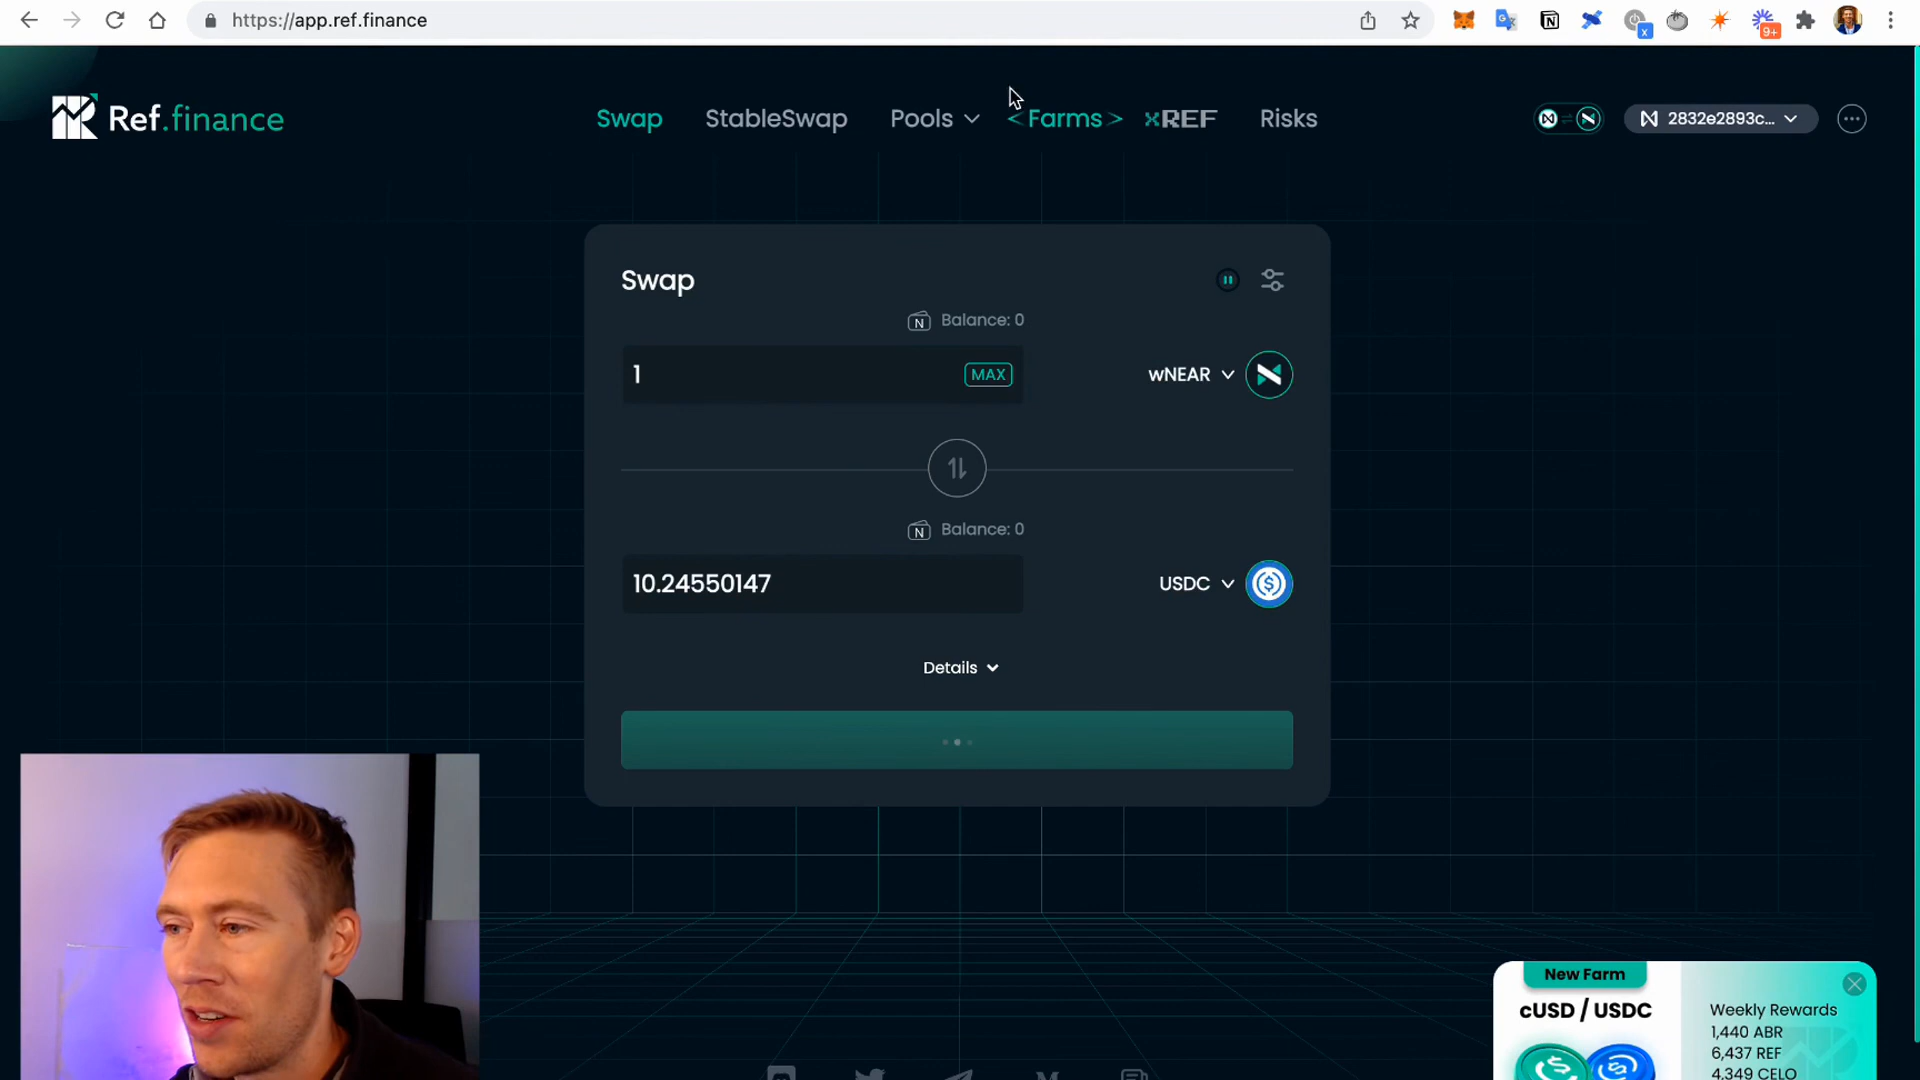 https://app.ref.finance
x
9+
Ref.finance
Swap
StableSwap
Pools
<Farms>
xREF
Risks
2832e2893c...
Swap
Balance: 0
1
MAX
wNEAR
Balance: 0
10.24550147
USDC
Details
New Farm
cUSD / USDC
Weekly Rewards
1,440 ABR
6,437 REF
4,349 CELO